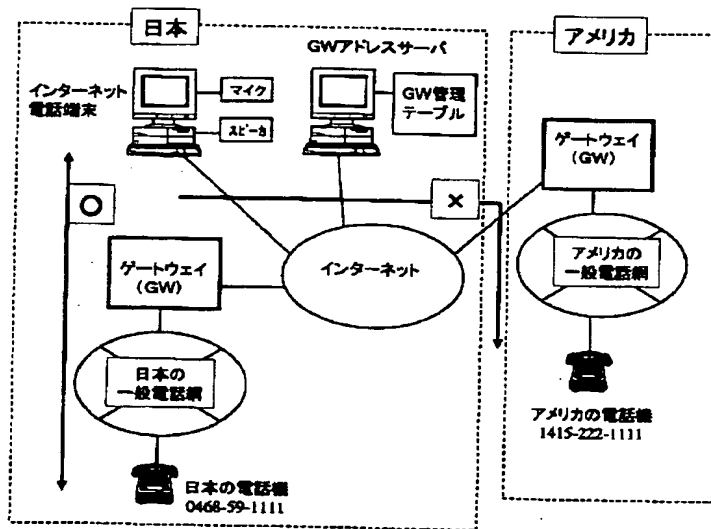 日本
アメリカ
GWアドレスサーバ
インターネット
電話端末
マイク
スピーカ
GW管理
テーブル
ゲートウェイ
(GW)
○
×
インターネット
ゲートウェイ
(GW)
アメリカの
一般電話網
日本の
一般電話網
アメリカの電話機
1415-222-1111
日本の電話機
0468-59-1111